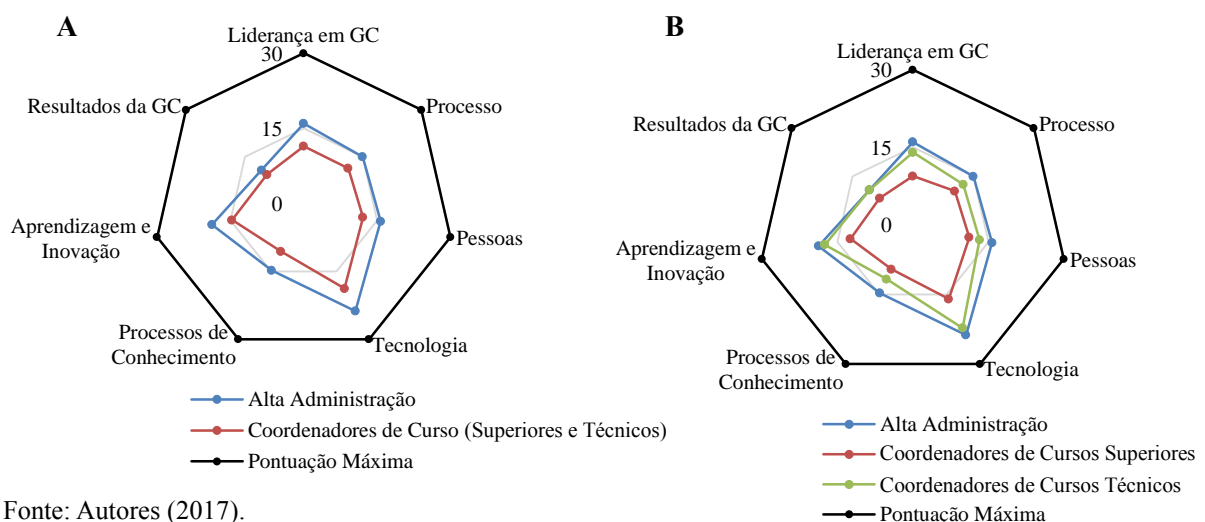 A
Liderança em GC
30
Resultados da GC
Processo
15
0
Aprendizagem e
Inovação
Pessoas
Processos de
Conhecimento
Tecnologia
Alta Administração
Coordenadores de Curso (Superiores e Técnicos)
Pontuação Máxima
B
Liderança em GC
30
Resultados da GC
Processo
15
0
Aprendizagem e
Inovação
Pessoas
Processos de
Conhecimento
Tecnologia
Alta Administração
Coordenadores de Cursos Superiores
Coordenadores de Cursos Técnicos
Pontuação Máxima
Fonte: Autores (2017).